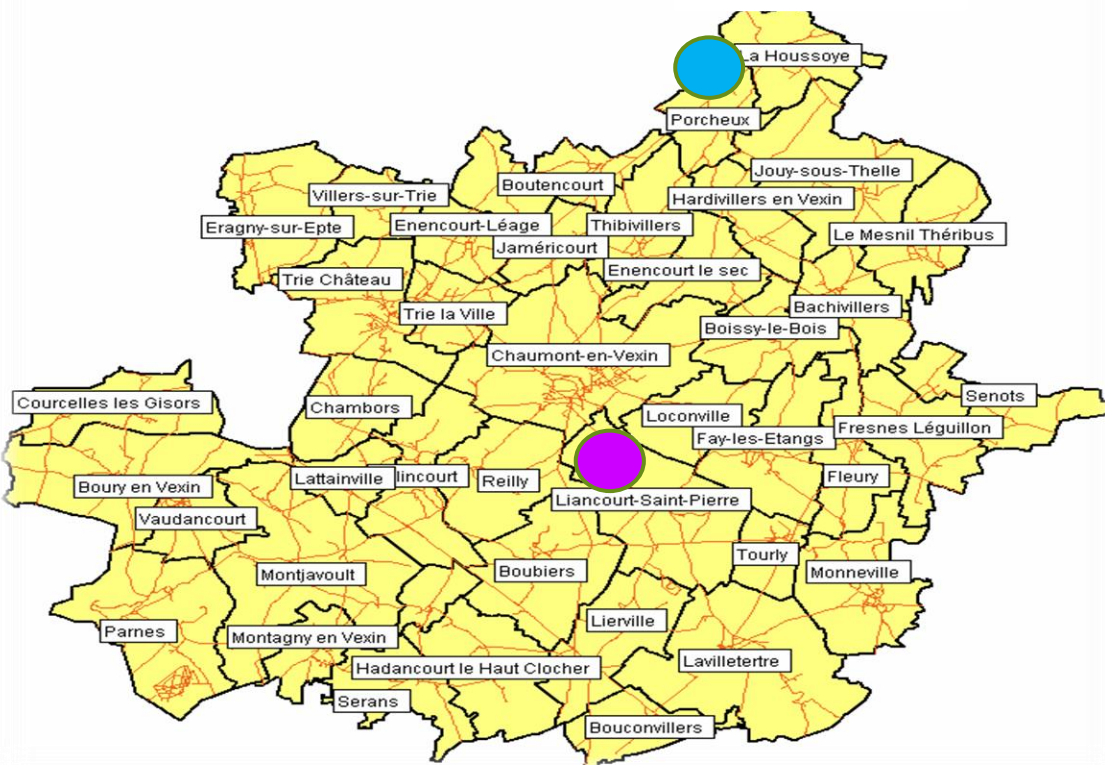 La Houssoye
Porcheux
Jouy-sous-Thelle
Boutencourt
Villers-sur-Trie
Hardivillers en Vexin
Eragny-sur-Epte
Enencourt-Léage
Thibivillers
Le Mesnil Théribus
Jaméricourt
Enencourt le sec
Trie Château
Bachivillers
Trie la Ville
Boissy-le-Bois
Chaumont-en-Vexin
Senots
Courcelles les Gisors
Chambors
Loconville
Fresnes Léguillon
Fay-les-Etangs
Lattainville
lincourt
Reilly
Fleury
Boury en Vexin
Liancourt-Saint-Pierre
Vaudancourt
Tourly
Boubiers
Monneville
Montjavoult
Lierville
Parnes
Montagny en Vexin
Lavilletertre
Hadancourt le Haut Clocher
Serans
Bouconvillers